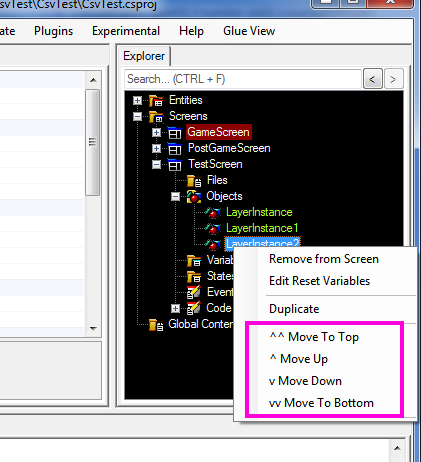 svTest\CsvTest\CsvTest.csproj
ate Plugins Experimental Help Glue View
Explorer
Search... (CTRL + F)
< >
Entities
Screens
GameScreen
PostGameScreen
TestScreen
Files
Objects
LayerInstance
LayerInstance1
LayerInstance2
Variab
States
Event
Code
Global Conten
Remove from Screen
Edit Reset Variables
Duplicate
^^ Move To Top
^ Move Up
v Move Down
vv Move To Bottom